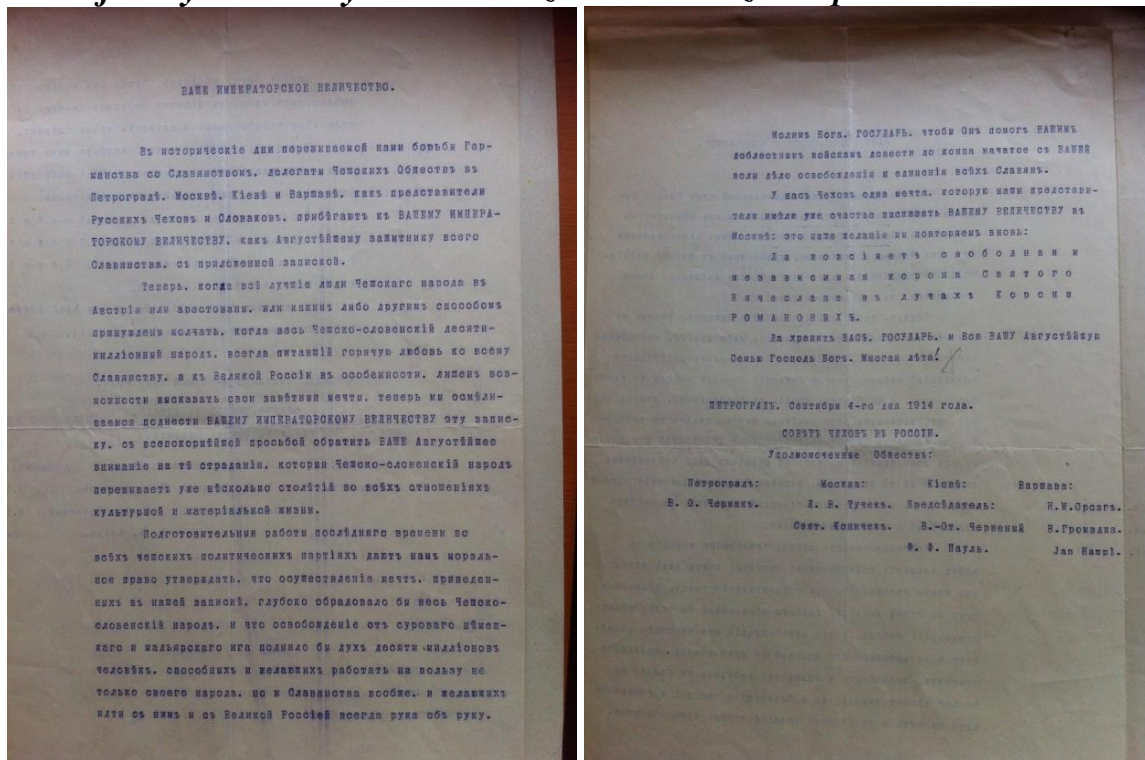 ВАШЕ ИМПЕРАТОРСКОЕ ВЕЛИЧЕСТВО.
Въ историческіе дни переживаемой нами борьбы Гер-
манства со Славянствомъ, делегаты Чешскихъ Обществъ въ
Петроградѣ, Москвѣ, Кіевѣ и Варшавѣ, какъ представители
Русскихъ Чеховъ и Словаковъ, прибѣгаютъ къ ВАШЕМУ ИМПЕРА-
ТОРСКОМУ ВЕЛИЧЕСТВУ, какъ Августѣйшему защитнику всего
Славянства, съ приложенной запиской.
Теперь, когда всѣ лучшіе люди Чешскаго народа въ
Австріи или арестованы, или какимъ либо другимъ способомъ
принуждены молчать, когда весь Чешско-словенскій десяти-
милліонный народъ, всегда питавшій горячую любовь ко всему
Славянству, а къ Великой Россіи въ особенности, лишенъ воз-
можности высказать свои завѣтныя мечты, теперь мы осмѣли-
ваемся поднести ВАШЕМУ ИМПЕРАТОРСКОМУ ВЕЛИЧЕСТВУ эту запис-
ку, съ всепокорнѣйшей просьбой обратить ВАШЕ Августѣйшее
вниманіе на тѣ страданія, которыя Чешско-словенскій народъ
переживаетъ уже нѣсколько столѣтій во всѣхъ отношеніяхъ
культурной и матеріальной жизни.
Подготовительныя работы послѣдняго времени во
всѣхъ чешскихъ политическихъ партіяхъ даютъ намъ мораль-
ное право утверждать, что осуществленіе мечтъ, приведен-
ныхъ въ нашей запискѣ, глубоко обрадовало бы весь Чешско-
словенскій народъ, и что освобожденіе отъ суроваго нѣмец-
каго и мадьярскаго ига подняло бы духъ десяти милліоновъ
человѣкъ, способныхъ и желающихъ работать на пользу не
только своего народа, но и Славянства вообще, и желающихъ
идти съ нимъ и съ Великой Россіей всегда рука объ руку.
Молимъ Бога, ГОСУДАРЬ, чтобы Онъ помогъ ВАШИМЪ
доблестнымъ войскамъ довести до конца начатое съ ВАШЕЙ
воли дѣло освобожденія и единенія всѣхъ Славянъ.
У насъ Чеховъ одна мечта, которую наши представи-
тели имѣли уже счастье высказать ВАШЕМУ ВЕЛИЧЕСТВУ въ
Москвѣ; это наше желаніе мы повторяемъ вновь:
Да возсіяетъ свободная и
независимая корона Святого
Вячеслава въ лучахъ Короны
РОМАНОВЫХЪ.
Да хранитъ ВАСЪ, ГОСУДАРЬ, и Всю ВАШУ Августѣйшую
Семью Господь Богъ. Многая лѣта!
ПЕТРОГРАДЪ, Сентября 4-го дня 1914 года.
СОВѢТЪ ЧЕХОВЪ ВЪ РОССІИ.
Уполномоченные Обществъ:
Петроградъ: Москва: Кіевъ: Варшава:
В. О. Чермакъ. Л. В. Тучекъ. Предсѣдатель: И.М.Орсагъ.
Свят. Коничекъ. В.-От. Червеный В.Громадка.
Ф. Ф. Пауль. Jan Hampl.